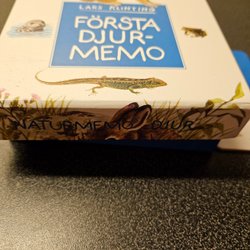 LARS KLINTING
FÖRSTA
DJUR-
MEMO
NATURMEMO DJUR